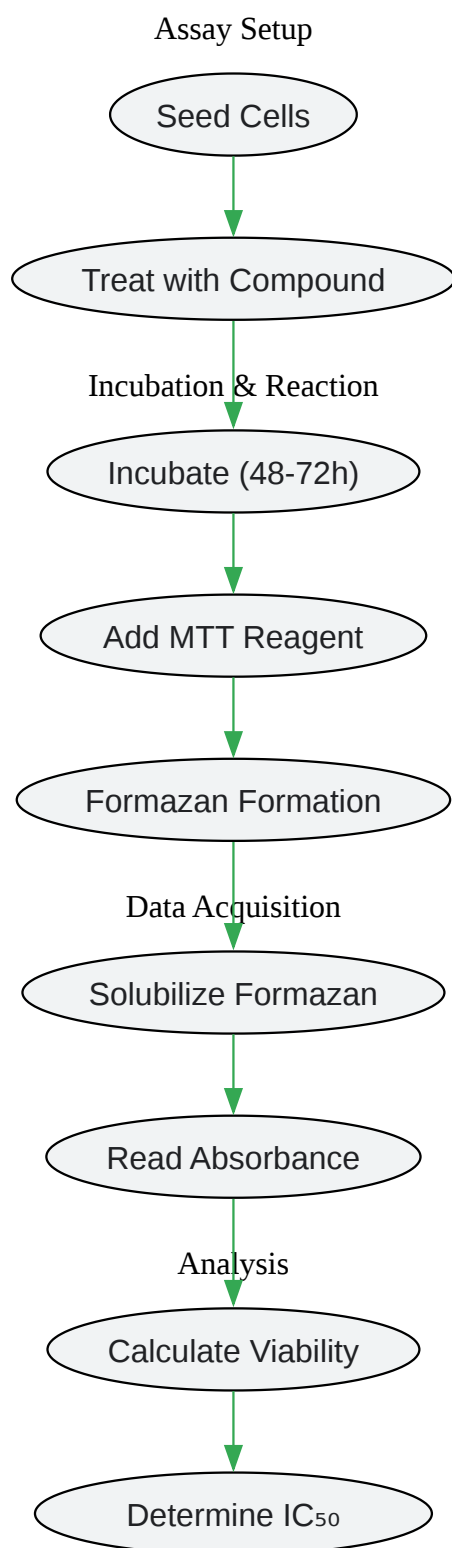 Assay Setup
Seed Cells
Treat with Compound
Incubation & Reaction
Incubate (48-72h)
Add MTT Reagent
Formazan Formation
Data Acquisition
Solubilize Formazan
Read Absorbance
Analysis
Calculate Viability
Determine IC₅₀